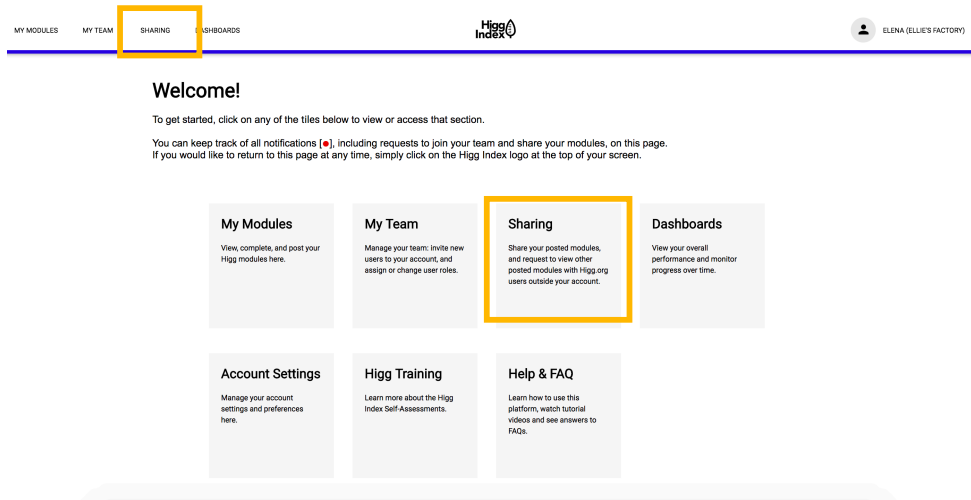 MY MODULES
MY TEAM
SHARING
DASHBOARDS
Higg
Index
ELENA (ELLIE'S FACTORY)
Welcome!
To get started, click on any of the tiles below to view or access that section.
You can keep track of all notifications [●], including requests to join your team and share your modules, on this page.
If you would like to return to this page at any time, simply click on the Higg Index logo at the top of your screen.
My Modules
View, complete, and post your
Higg modules here.
My Team
Manage your team: invite new
users to your account, and
assign or change user roles.
Sharing
Share your posted modules,
and request to view other
posted modules with Higg.org
users outside your account.
Dashboards
View your overall
performance and monitor
progress over time.
Account Settings
Manage your account
settings and preferences
here.
Higg Training
Learn more about the Higg
Index Self-Assessments.
Help & FAQ
Learn how to use this
platform, watch tutorial
videos and see answers to
FAQs.